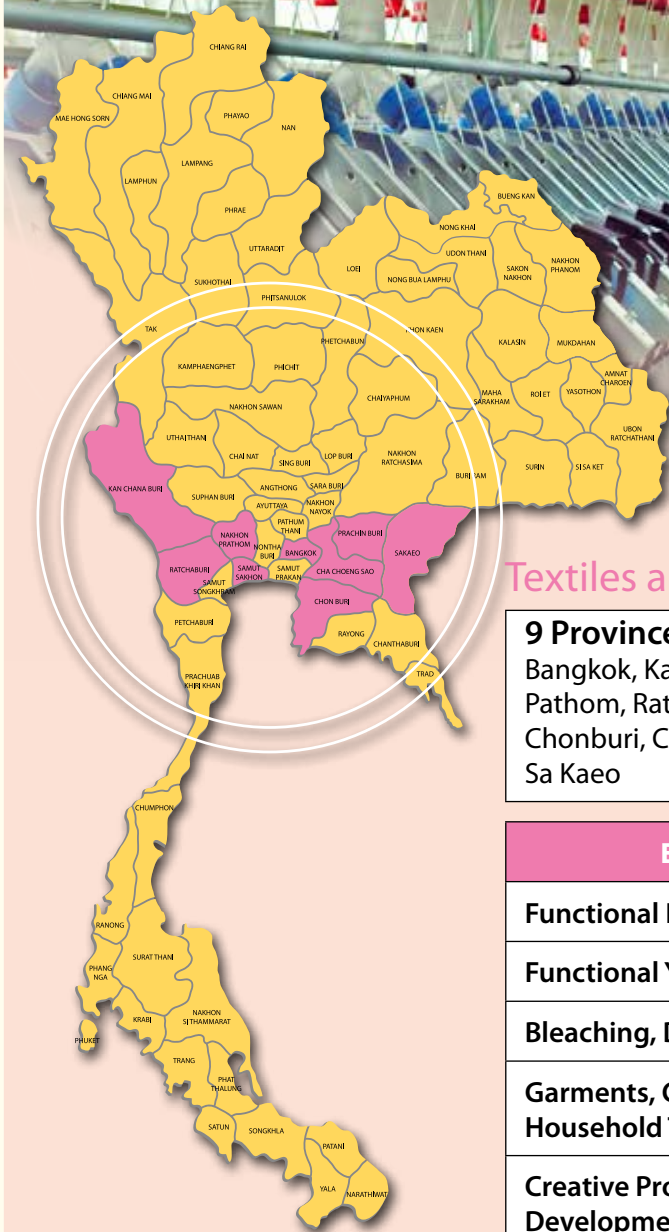 CHIANG RAI
CHIANG MAI
MAE HONG SORN
PHAYAO
NAN
LAMPANG
LAMPHUN
PHRAE
UTTARADIT
SUKHOTHAI
PHITSANULOK
TAK
BUENG KAN
NONG KHAI
LOEI
UDON THANI
NONG BUA LAMPHU
SAKON
NAKHON
NAKHON
PHANOM
KHON KAEN
KALASIN
MUKDAHAN
PHETCHABUN
KAMPHAENGPHET
PHICHIT
CHAIYAPHUM
MAHA
SARAKHAM
ROI ET
YASOTHON
AMNAT
CHAROEN
UBON
RATCHATHANI
NAKHON SAWAN
UTHAI THANI
CHAI NAT
SING BURI
LOP BURI
NAKHON
RATCHASIMA
BURI RAM
SURIN
SI SA KET
KAN CHANA BURI
SUPHAN BURI
ANGTHONG
SARA BURI
AYUTTAYA
NAKHON
NAYOK
PATHUM
THANI
NAKHON
PRATHOM
NONTHA
BURI
BANGKOK
PRACHIN BURI
SAKAEO
RATCHABURI
SAMUT
SAKHON
SAMUT
PRAKAN
CHA CHOENG SAO
SAMUT
SONGKHRAM
CHON BURI
PETCHABURI
RAYONG
CHANTHABURI
TRAD
PRACHUAB
KHIRI KHAN
CHUMPHON
RANONG
SURAT THANI
PHANG
NGA
KRABI
NAKHON
SI THAMMARAT
PHUKET
TRANG
PHAT
THALUNG
SATUN
SONGKHLA
PATANI
YALA
NARATHIWAT
Textiles a
9 Province
Bangkok, Ka
Pathom, Rat
Chonburi, C
Sa Kaeo
Functional
Functional Y
Bleaching,
Garments,
Household
Creative Pro
Developme